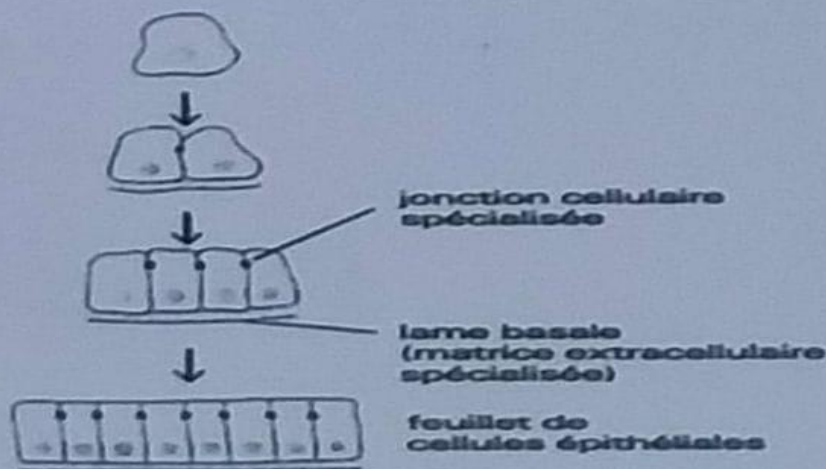 jonction cellulaire
spécialisée
lame basale
(matrice extracellulaire
spécialisée)
feuillet de
cellules épithéliales